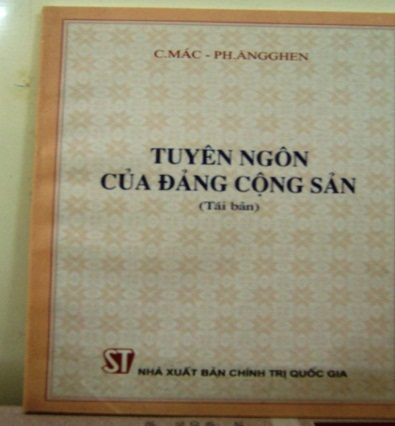 C.MÁC - PH.ĂNGGHEN
TUYÊN NGÔN
CỦA ĐẢNG CỘNG SẢN
(Tái bản)
ST NHÀ XUẤT BẢN CHÍNH TRỊ QUỐC GIA